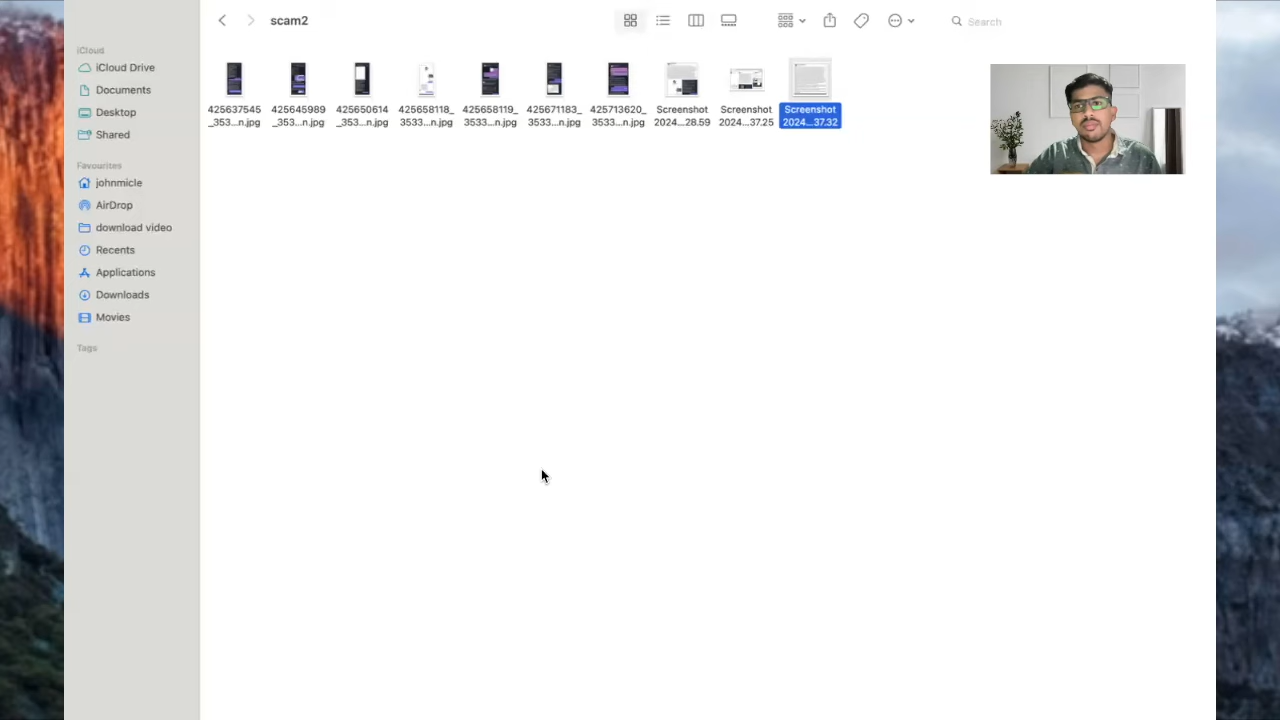 scam2
Search
iCloud
iCloud Drive
Documents
Desktop
Shared
Favourites
johnmicle
AirDrop
download video
Recents
Applications
Downloads
Movies
Tags
425637545
_353...n.jpg
425645989
_353...n.jpg
425650614
_353...n.jpg
425658118_
3533...n.jpg
425658119_
3533...n.jpg
425671183_
3533...n.jpg
425713620_
3533...n.jpg
Screenshot
2024...28.59
Screenshot
2024...37.25
Screenshot
2024...37.32